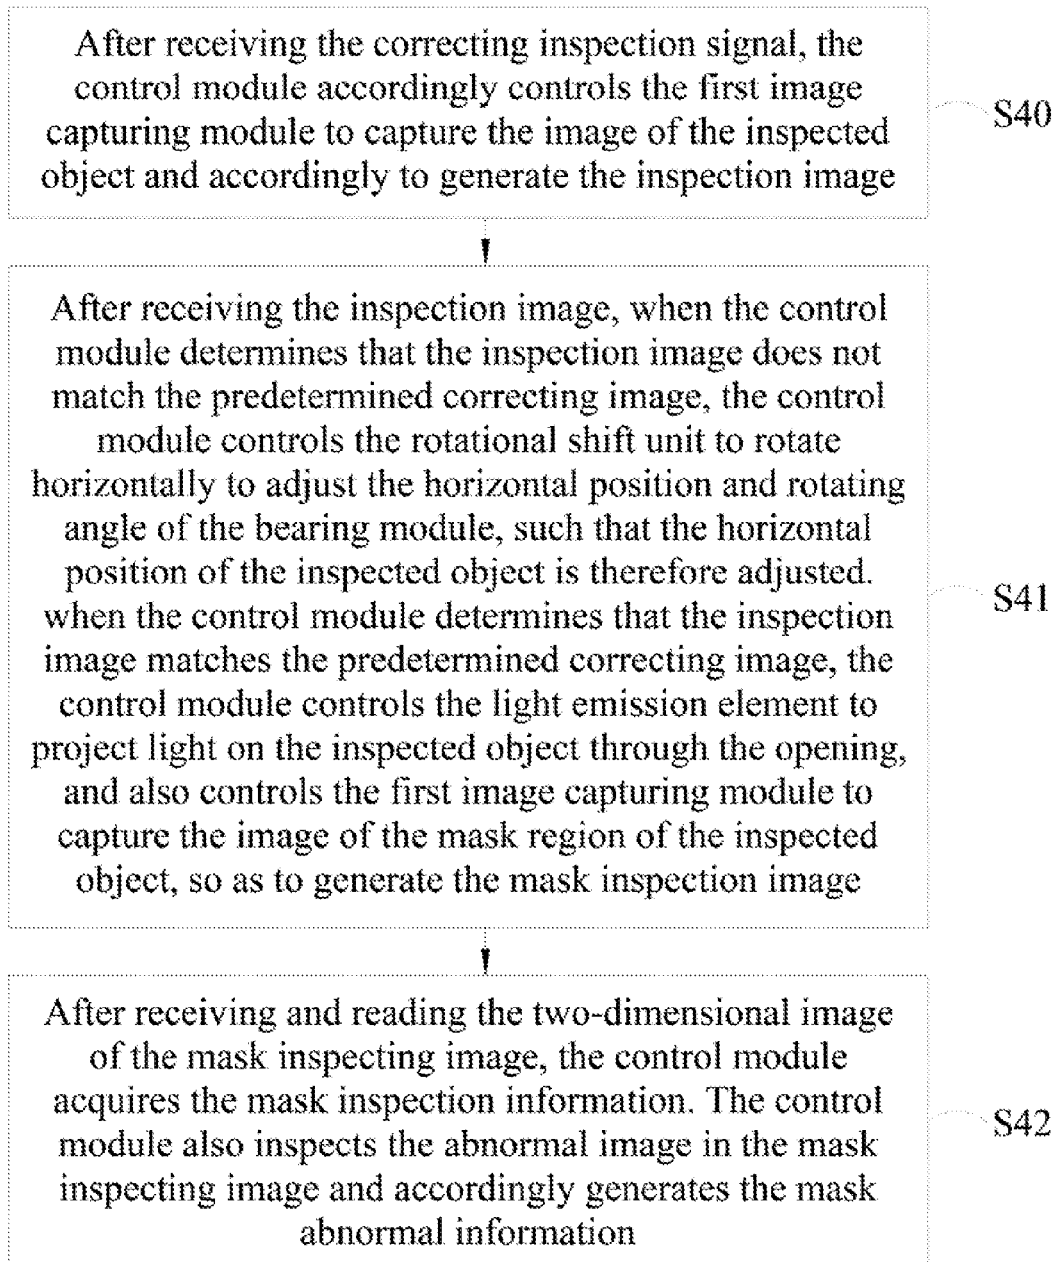 After receiving the correcting inspection signal, the
control module accordingly controls the first image
capturing module to capture the image of the inspected
object and accordingly to generate the inspection image
S40
After receiving the inspection image, when the control
module determines that the inspection image does not
match the predetermined correcting image, the control
module controls the rotational shift unit to rotate
horizontally to adjust the horizontal position and rotating
angle of the bearing module, such that the horizontal
position of the inspected object is therefore adjusted.
when the control module determines that the inspection
image matches the predetermined correcting image, the
control module controls the light emission element to
project light on the inspected object through the opening,
and also controls the first image capturing module to
capture the image of the mask region of the inspected
object, so as to generate the mask inspection image
S41
After receiving and reading the two-dimensional image
of the mask inspecting image, the control module
acquires the mask inspection information. The control
module also inspects the abnormal image in the mask
inspecting image and accordingly generates the mask
abnormal information
S42